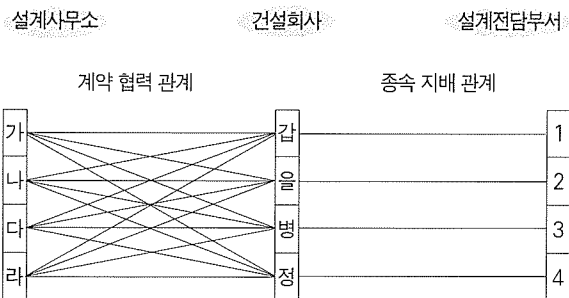 설계사무소 건설회사 설계전담부서
계약 협력 관계 종속 지배 관계
가 갑 1
나 을 2
다 병 3
라 정 4